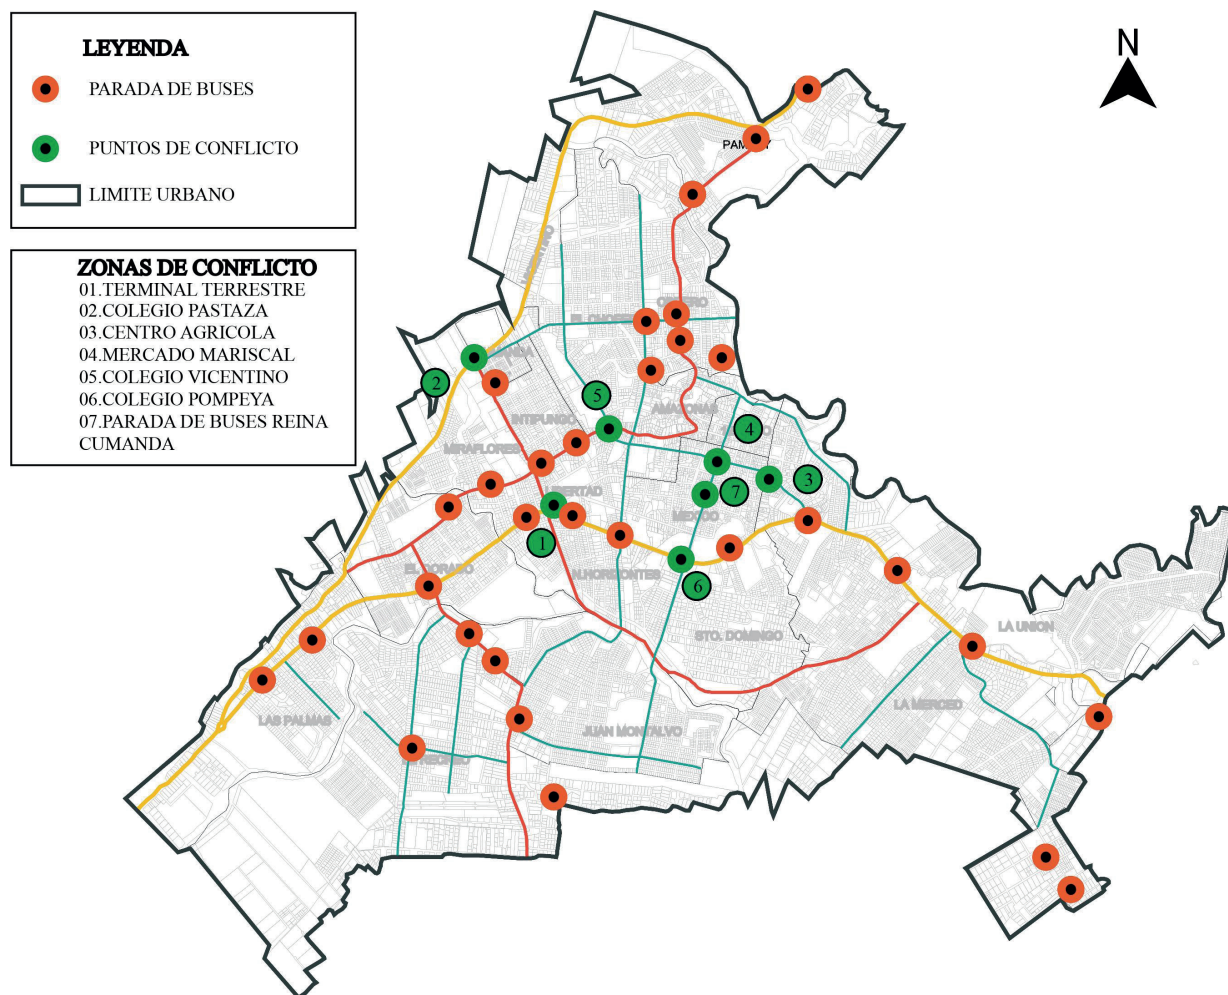 LEYENDA
PARADA DE BUSES
PUNTOS DE CONFLICTO
LIMITE URBANO
ZONAS DE CONFLICTO
01.TERMINAL TERRESTRE
02.COLEGIO PASTAZA
03.CENTRO AGRICOLA
04.MERCADO MARISCAL
05.COLEGIO VICENTINO
06.COLEGIO POMPEYA
07.PARADA DE BUSES REINA
CUMANDA
N
2
5
INTIPUNGO
AMAZONAS
4
MIRAFLORES
3
7
LIBERTAD
MEXICO
1
EL DORADO
N.HORIZONTES
6
STO. DOMINGO
LA UNION
LAS PALMAS
JUAN MONTALVO
LA MERCED